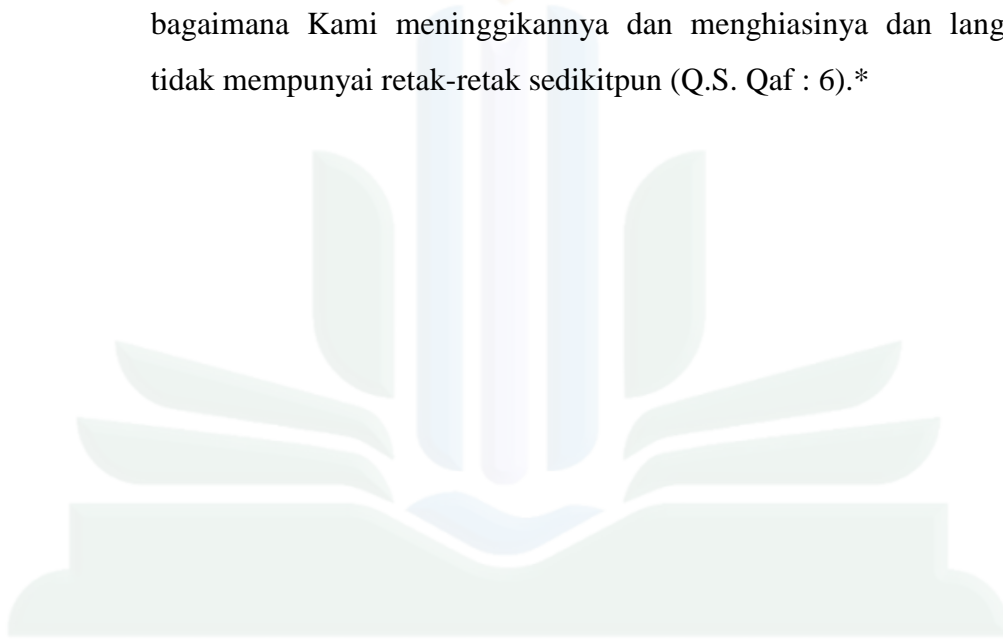 bagaimana Kami meninggikannya dan menghiasinya dan lang
tidak mempunyai retak-retak sedikitpun (Q.S. Qaf : 6).*